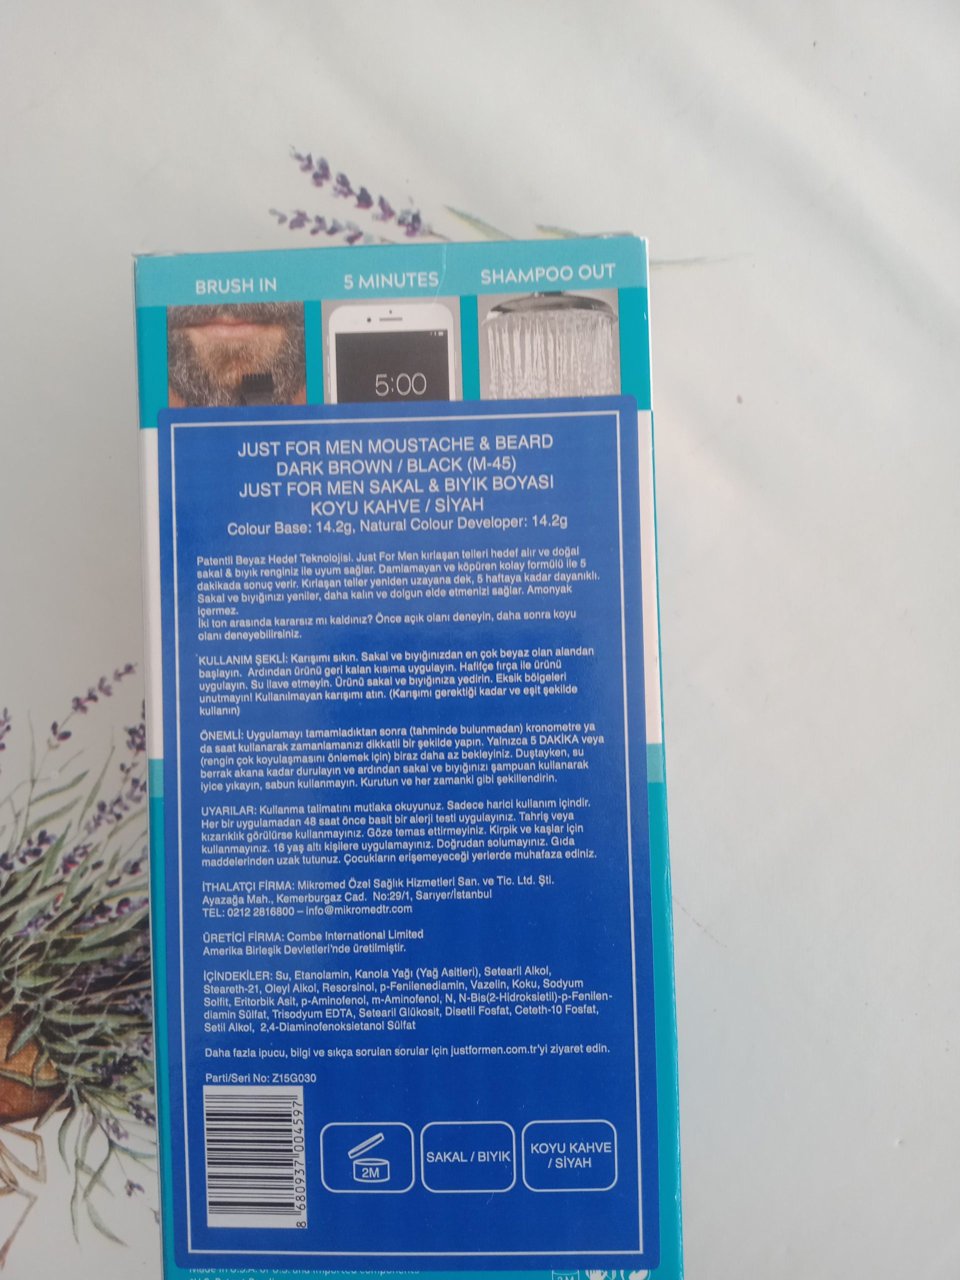 BRUSH IN
5 MINUTES
SHAMPOO OUT
5:00
JUST FOR MEN MOUSTACHE & BEARD
DARK BROWN / BLACK (M-45)
JUST FOR MEN SAKAL & BIYIK BOYASI
KOYU KAHVE / SİYAH
Colour Base: 14.2g, Natural Colour Developer: 14.2g
Patentli Beyaz Hedef Teknolojisi. Just For Men kırlaşan telleri hedef alır ve doğal
sakal & bıyık renginiz ile uyum sağlar. Damlamayan ve köpüren kolay formülü ile 5
dakikada sonuç verir. Kırlaşan teller yeniden uzayana dek, 5 haftaya kadar dayanıklı.
Sakal ve bıyığınızı yeniler, daha kalın ve dolgun elde etmenizi sağlar. Amonyak
içermez.
İki ton arasında kararsız mı kaldınız? Önce açık olanı deneyin, daha sonra koyu
olanı deneyebilirsiniz.
KULLANIM ŞEKLİ: Karışımı sıkın. Sakal ve bıyığınızdan en çok beyaz olan alandan
başlayın. Ardından ürünü geri kalan kısıma uygulayın. Hafifçe fırça ile ürünü
uygulayın. Su ilave etmeyin. Ürünü sakal ve bıyığınıza yedirin. Eksik bölgeleri
unutmayın! Kullanılmayan karışımı atın. (Karışımı gerektiği kadar ve eşit şekilde
kullanın)
ÖNEMLİ: Uygulamayı tamamladıktan sonra (tahminde bulunmadan) kronometre ya
da saat kullanarak zamanlamanızı dikkatli bir şekilde yapın. Yalnızca 5 DAKİKA veya
(rengin çok koyulaşmasını önlemek için) biraz daha az bekleyiniz. Duştayken, su
berrak akana kadar durulayın ve ardından sakal ve bıyığınızı şampuan kullanarak
iyice yıkayın, sabun kullanmayın. Kurutun ve her zamanki gibi şekillendirin.
UYARILAR: Kullanma talimatını mutlaka okuyunuz. Sadece harici kullanım içindir.
Her bir uygulamadan 48 saat önce basit bir alerji testi uygulayınız. Tahriş veya
kızarıklık görülürse kullanmayınız. Göze temas ettirmeyiniz. Kirpik ve kaşlar için
kullanmayınız. 16 yaş altı kişilere uygulamayınız. Doğrudan solumayınız. Gıda
maddelerinden uzak tutunuz. Çocukların erişemeyeceği yerlerde muhafaza ediniz.
İTHALATÇI FİRMA: Mikromed Özel Sağlık Hizmetleri San. ve Tic. Ltd. Şti.
Ayazağa Mah., Kemerburgaz Cad. No:29/1, Sarıyer/İstanbul
TEL: 0212 2816800 – info@mikromedtr.com
ÜRETİCİ FİRMA: Combe International Limited
Amerika Birleşik Devletleri'nde üretilmiştir.
İÇİNDEKİLER: Su, Etanolamin, Kanola Yağı (Yağ Asitleri), Setearil Alkol,
Steareth-21, Oleyl Alkol, Resorsinol, p-Fenilenediamin, Vazelin, Koku, Sodyum
Solfit, Eritorbik Asit, p-Aminofenol, m-Aminofenol, N, N-Bis(2-Hidroksietil)-p-Fenilen-
diamin Sülfat, Trisodyum EDTA, Setearil Glükosit, Disetil Fosfat, Ceteth-10 Fosfat,
Setil Alkol, 2,4-Diaminofenoksietanol Sülfat
Daha fazla ipucu, bilgi ve sıkça sorulan sorular için justformen.com.tr'yi ziyaret edin.
Parti/Seri No: Z15G030
8 680937 004597
2M
SAKAL / BIYIK
KOYU KAHVE
/ SİYAH
Made in U.S.A. of U.S. and imported components